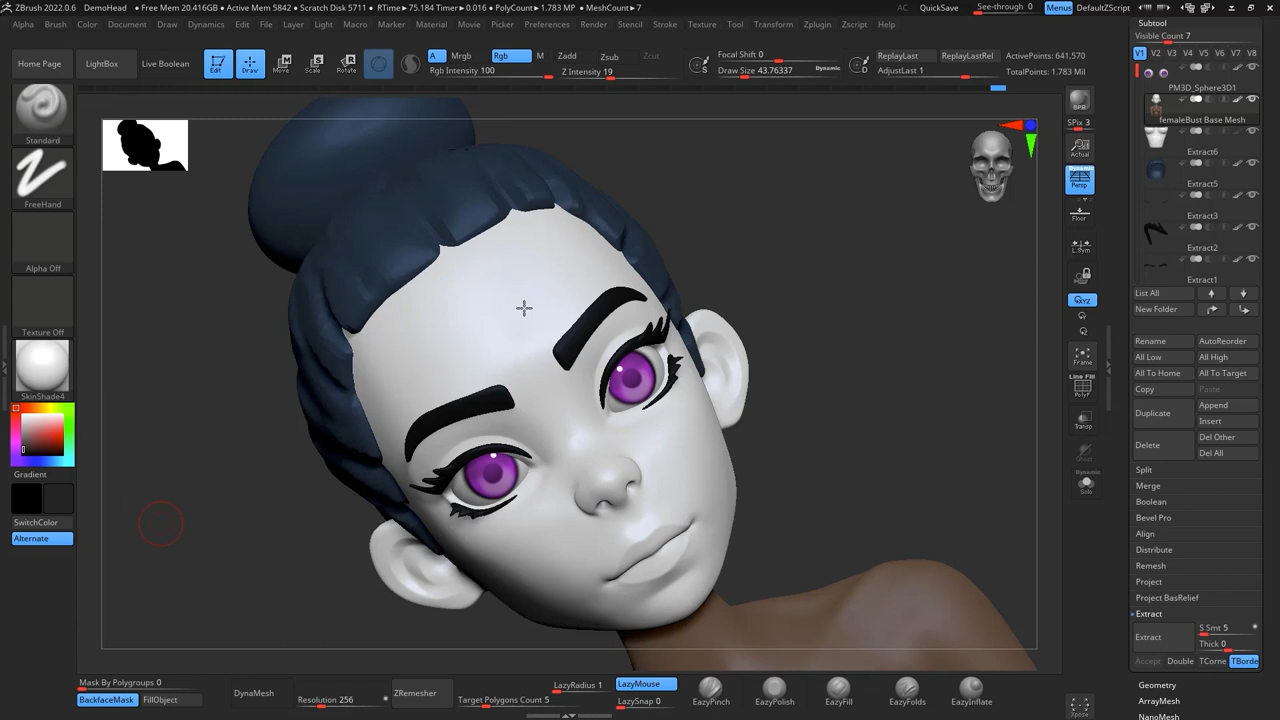 ZBrush 2022.0.6 DemoHead • Free Mem 20.416GB • Active Mem 5842 • Scratch Disk 5711 • RTime ▸ 75.184 Timer ▸ 0.016 • PolyCount ▸ 1.783 MP • MeshCount ▸ 7 AC QuickSave See-through 0 Menus DefaultZScript
Alpha Brush Color Document Draw Dynamics Edit File Layer Light Macro Marker Material Movie Picker Preferences Render Stencil Stroke Texture Tool Transform Zplugin Zscript Help
Home Page LightBox Live Boolean Edit Draw Move Scale Rotate
A Mrgb Rgb M Zadd Zsub Zcut
Rgb Intensity 100 Z Intensity 19
S Focal Shift 0
Draw Size 43.76337 Dynamic
D ReplayLast ReplayLastRel
AdjustLast 1
ActivePoints: 641,570
TotalPoints: 1.783 Mil
Standard
FreeHand
Alpha Off
Texture Off
SkinShade4
Gradient
SwitchColor
Alternate
BPR
SPix 3
Actual
Dynamic
Persp
Floor
L.Sym
XYZ
Frame
Line Fill
PolyF
Transp
Ghost
Dynamic
Solo
Xpose
Subtool
Visible Count 7
V1 V2 V3 V4 V5 V6 V7 V8
PM3D_Sphere3D1
femaleBust Base Mesh
Extract6
Extract5
Extract3
Extract2
Extract1
List All
New Folder
Rename AutoReorder
All Low All High
All To Home All To Target
Copy Paste
Duplicate Append
Insert
Delete Del Other
Del All
Split
Merge
Boolean
Bevel Pro
Align
Distribute
Remesh
Project
Project BasRelief
Extract
Extract S Smt 5
Thick 0
Accept Double TCorne TBorde
Geometry
ArrayMesh
NanoMesh
Mask By Polygroups 0
BackfaceMask FillObject
DynaMesh
Resolution 256
ZRemesher
Target Polygons Count 5
LazyRadius 1
LazyMouse
LazySnap 0
EasyPinch EasyPolish EasyFill EasyFolds EasyInflate